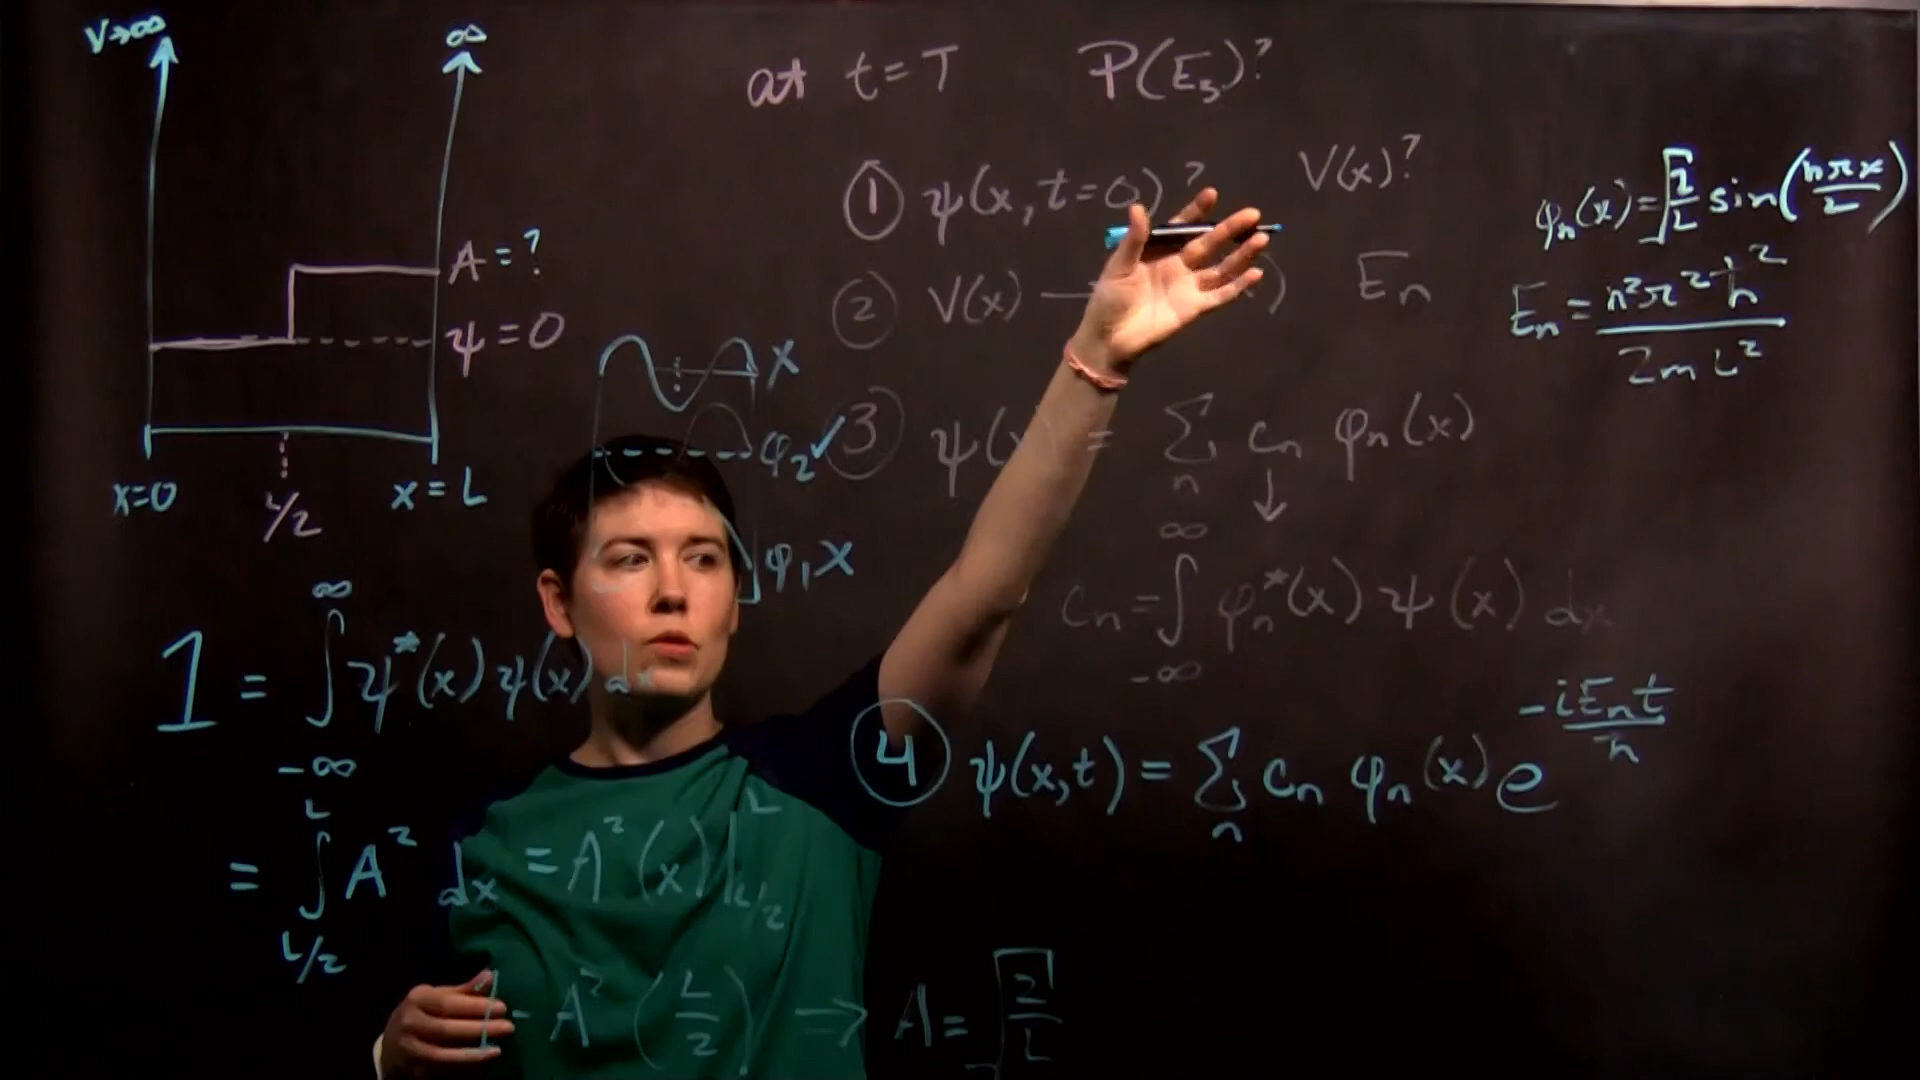 V→∞
∞
A = ?
ψ = 0
x=0
L/2
x = L
at t = T P(E₃)?
① ψ(x, t=0)? V(x)?
② V(x) — Eₙ
φₙ(x) = √(2/L) sin(nπx/L)
Eₙ = n²π²ħ²/2mL²
x
φ₂ ✓
φ₁ x
③ ψ(x = ∑ₙ cₙ φₙ(x)
↓
cₙ = ∫_{-∞}^{∞} φₙ*(x) ψ(x) dx
1 = ∫_{-∞}^{∞} ψ*(x) ψ(x) dx
= ∫_{L/2}^{L} A² dx = A²(x)|_{L/2}^{L}
1 = A² (L/2) → A = √(2/L)
④ ψ(x,t) = ∑ₙ cₙ φₙ(x) e^{-iEₙt/ħ}